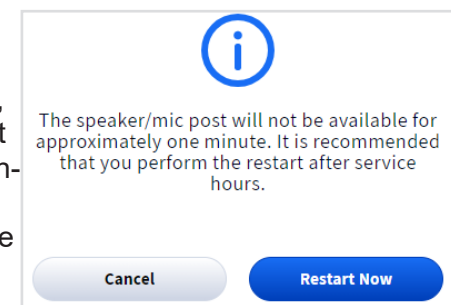 ,
t
n-
e
The speaker/mic post will not be available for
approximately one minute. It is recommended
that you perform the restart after service
hours.
Cancel
Restart Now